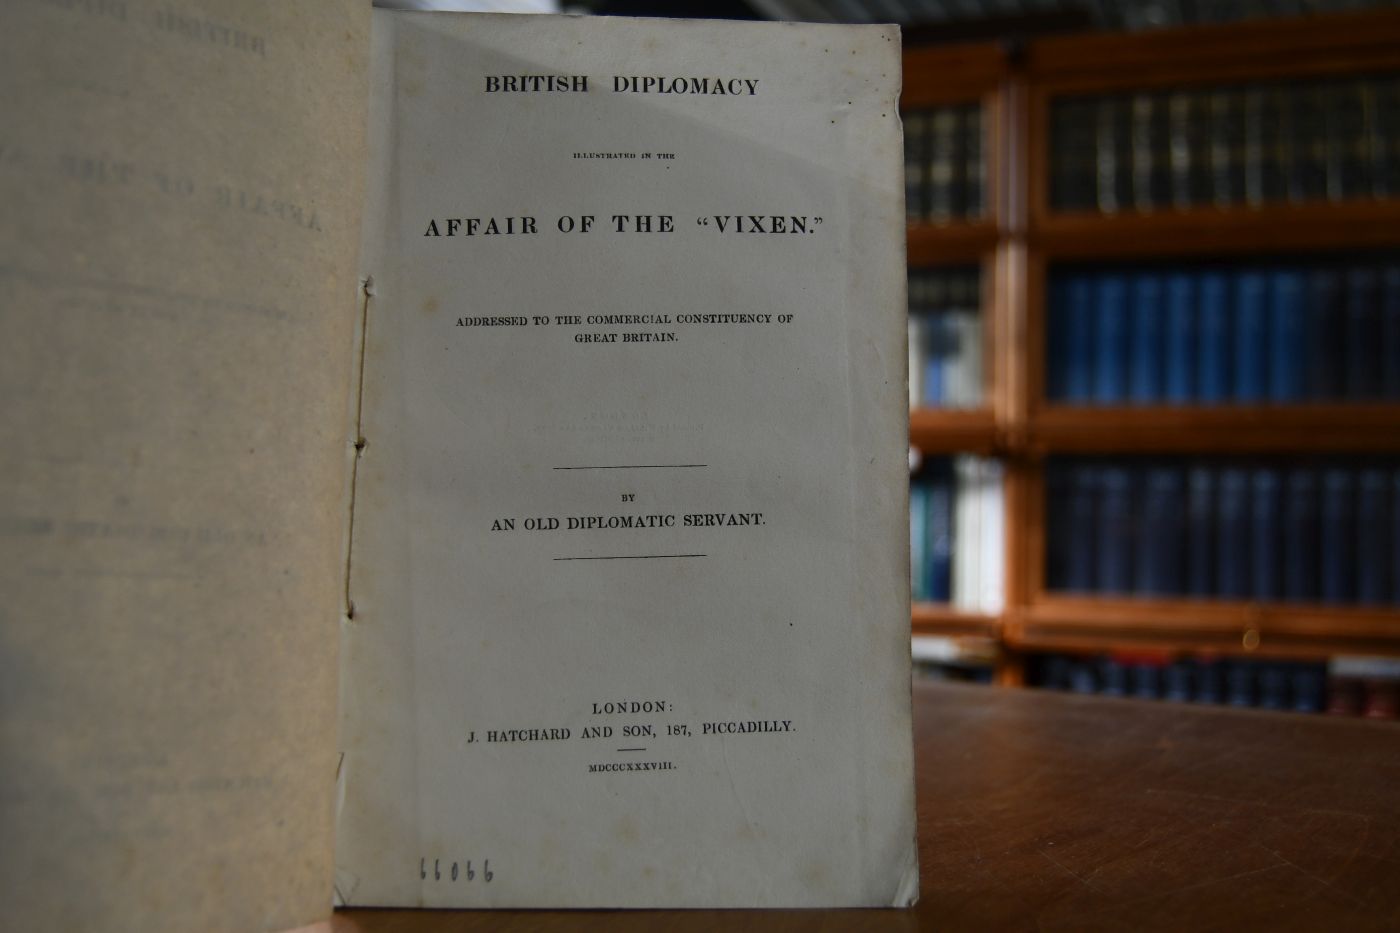 BRITISH DIPLOMACY
ILLUSTRATED IN THE
AFFAIR OF THE “VIXEN.”
ADDRESSED TO THE COMMERCIAL CONSTITUENCY OF
GREAT BRITAIN.
BY
AN OLD DIPLOMATIC SERVANT.
LONDON:
J. HATCHARD AND SON, 187, PICCADILLY.
MDCCCXXXVIII.